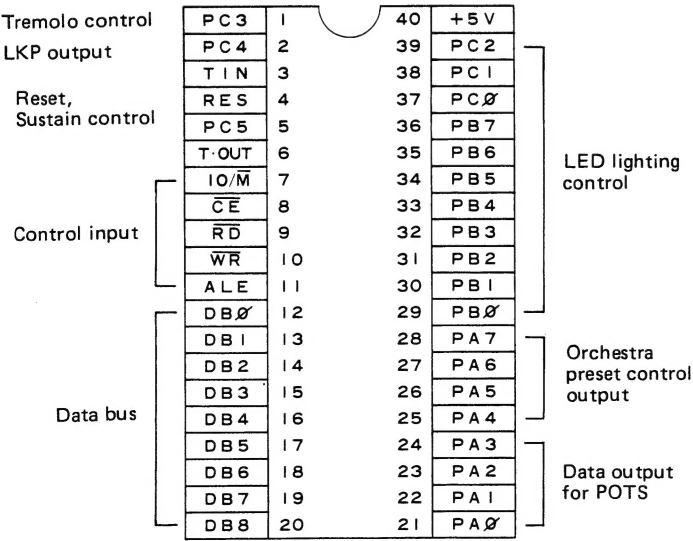 Tremolo control PC3 1 40 +5V
LKP output PC4 2 39 PC2
TIN 3 38 PC1
Reset, RES 4 37 PCØ
Sustain control PC5 5 36 PB7
T·OUT 6 35 PB6
IO/M̅ 7 34 PB5
C̅E̅ 8 33 PB4
Control input R̅D̅ 9 32 PB3
W̅R̅ 10 31 PB2
ALE 11 30 PB1
DBØ 12 29 PBØ
LED lighting
control
DB1 13 28 PA7
DB2 14 27 PA6
DB3 15 26 PA5
DB4 16 25 PA4
Orchestra
preset control
output
Data bus
DB5 17 24 PA3
DB6 18 23 PA2
DB7 19 22 PA1
DB8 20 21 PAØ
Data output
for POTS